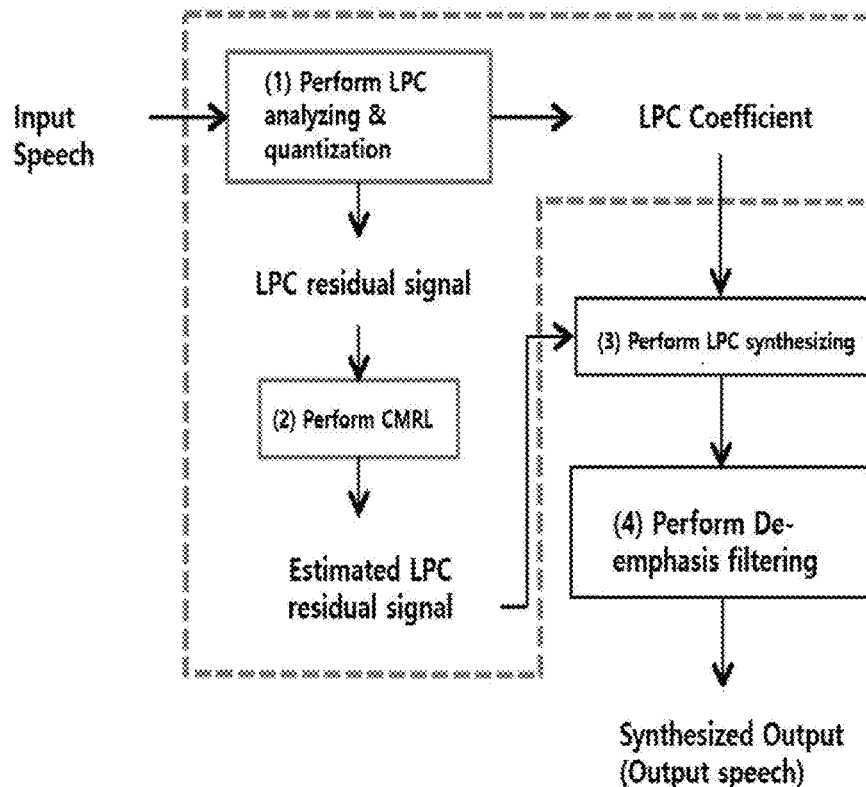 Input
Speech
(1) Perform LPC
analyzing &
quantization
LPC Coefficient
LPC residual signal
(2) Perform CMRL
Estimated LPC
residual signal
(3) Perform LPC synthesizing
(4) Perform De-
emphasis filtering
Synthesized Output
(Output speech)